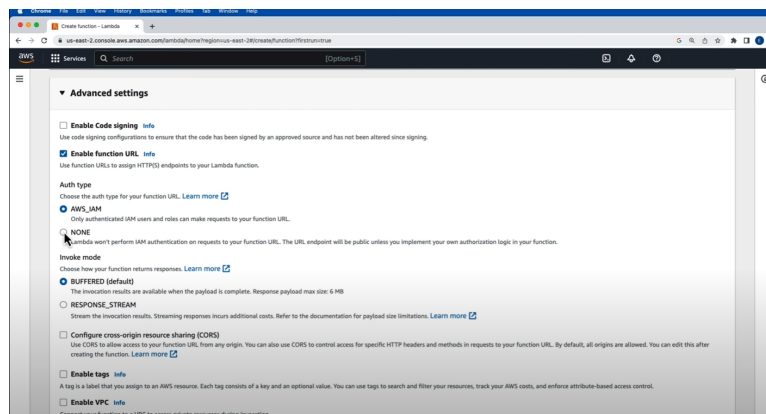 Chrome File Edit View History Bookmarks Profiles Tab Window Help
Create function - Lambda
us-east-2.console.aws.amazon.com/lambda/home?region=us-east-2#/create/function?firstrun=true
aws Services Search [Option+S]
Advanced settings
Enable Code signing Info
Use code signing configurations to ensure that the code has been signed by an approved source and has not been altered since signing.
Enable function URL Info
Use function URLs to assign HTTP(S) endpoints to your Lambda function.
Auth type
Choose the auth type for your function URL. Learn more
AWS_IAM
Only authenticated IAM users and roles can make requests to your function URL.
NONE
Lambda won't perform IAM authentication on requests to your function URL. The URL endpoint will be public unless you implement your own authorization logic in your function.
Invoke mode
Choose how your function returns responses. Learn more
BUFFERED (default)
The invocation results are available when the payload is complete. Response payload max size: 6 MB
RESPONSE_STREAM
Stream the invocation results. Streaming responses incurs additional costs. Refer to the documentation for payload size limitations. Learn more
Configure cross-origin resource sharing (CORS)
Use CORS to allow access to your function URL from any origin. You can also use CORS to control access for specific HTTP headers and methods in requests to your function URL. By default, all origins are allowed. You can edit this after
creating the function. Learn more
Enable tags Info
A tag is a label that you assign to an AWS resource. Each tag consists of a key and an optional value. You can use tags to search and filter your resources, track your AWS costs, and enforce attribute-based access control.
Enable VPC Info
Connect your function to a VPC to access private resources during invocation.